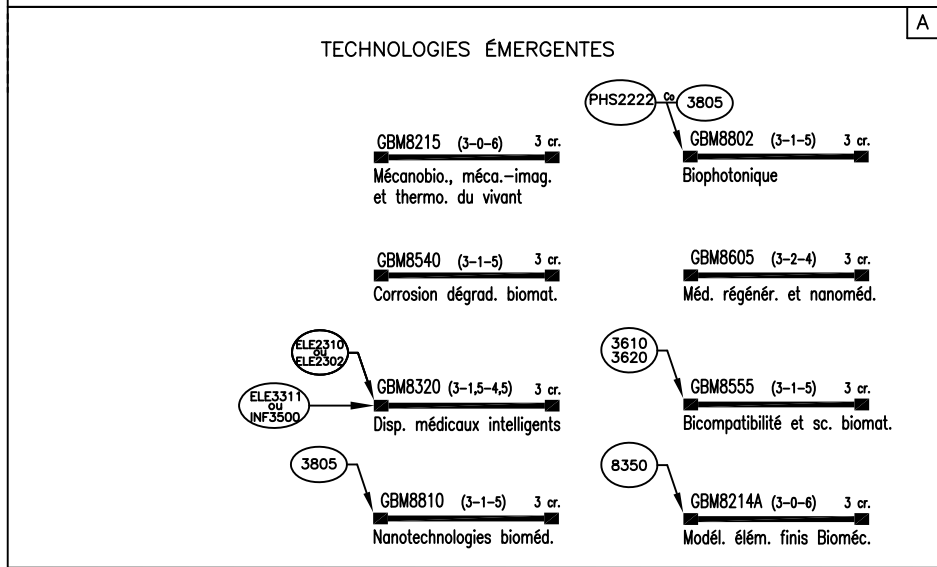 A
TECHNOLOGIES ÉMERGENTES
PHS2222 Co 3805
GBM8215 (3-0-6) 3 cr.
Mécanobio., méca.-imag.
et thermo. du vivant
GBM8802 (3-1-5) 3 cr.
Biophotonique
GBM8540 (3-1-5) 3 cr.
Corrosion dégrad. biomat.
GBM8605 (3-2-4) 3 cr.
Méd. régénér. et nanoméd.
ELE2310
ou
ELE2302
ELE3311
ou
INF3500
GBM8320 (3-1,5-4,5) 3 cr.
Disp. médicaux intelligents
3610
3620
GBM8555 (3-1-5) 3 cr.
Bicompatibilité et sc. biomat.
3805
GBM8810 (3-1-5) 3 cr.
Nanotechnologies bioméd.
8350
GBM8214A (3-0-6) 3 cr.
Modél. élém. finis Bioméc.